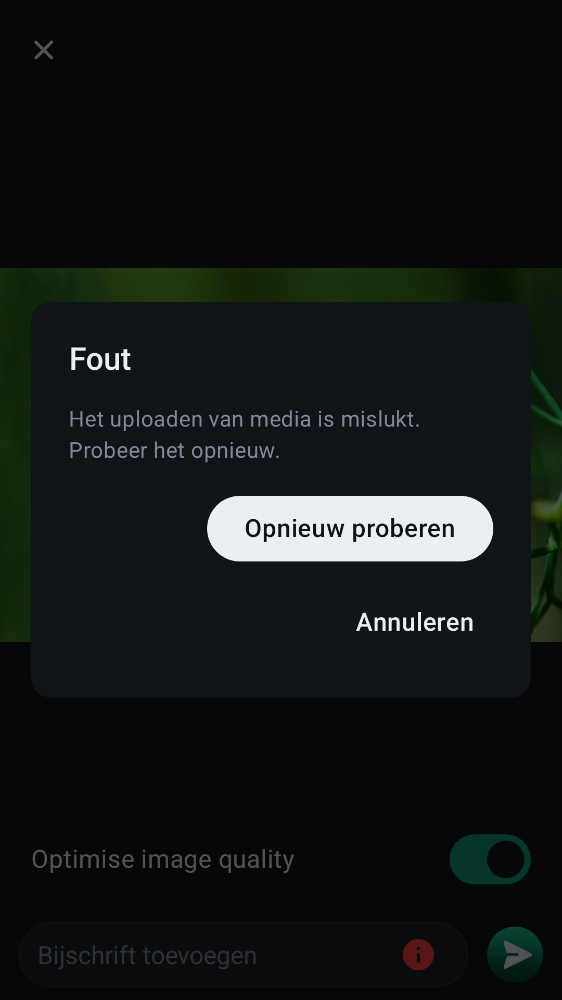 Fout
Het uploaden van media is mislukt.
Probeer het opnieuw.
Opnieuw proberen
Annuleren
Optimise image quality
Bijschrift toevoegen